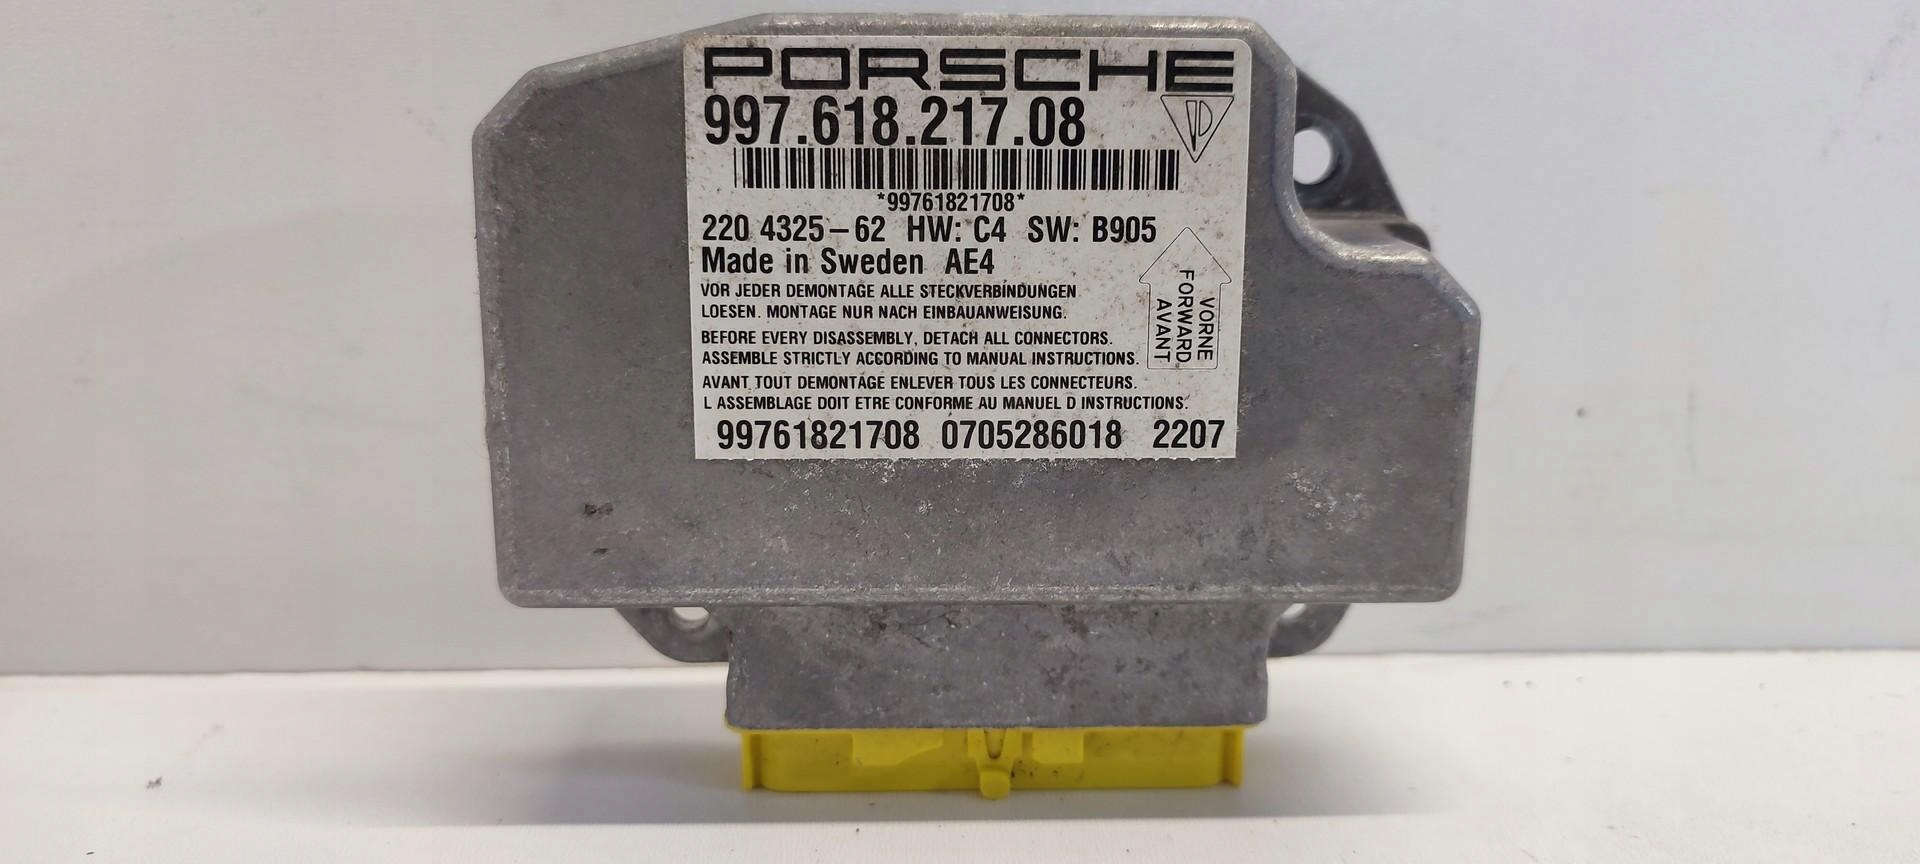 PORSCHE
997.618.217.08
*99761821708*
220 4325-62 HW: C4 SW: B905
Made in Sweden AE4
VOR JEDER DEMONTAGE ALLE STECKVERBINDUNGEN
LOESEN. MONTAGE NUR NACH EINBAUANWEISUNG.
BEFORE EVERY DISASSEMBLY, DETACH ALL CONNECTORS.
ASSEMBLE STRICTLY ACCORDING TO MANUAL INSTRUCTIONS.
AVANT TOUT DEMONTAGE ENLEVER TOUS LES CONNECTEURS.
L ASSEMBLAGE DOIT ETRE CONFORME AU MANUEL D INSTRUCTIONS.
VORNE
FORWARD
AVANT
99761821708 0705286018 2207